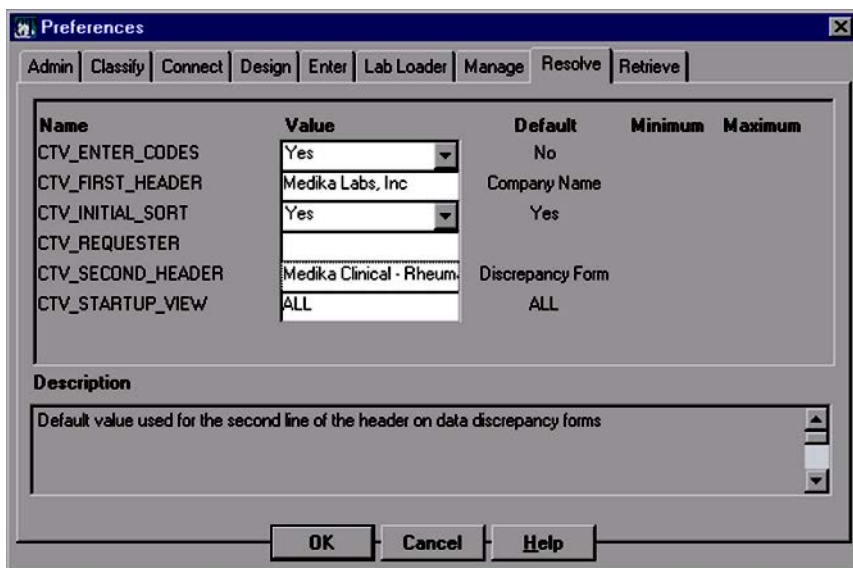 Preferences
Admin Classify Connect Design Enter Lab Loader Manage Resolve Retrieve
Name Value Default Minimum Maximum
CTV_ENTER_CODES Yes No
CTV_FIRST_HEADER Medika Labs, Inc Company Name
CTV_INITIAL_SORT Yes Yes
CTV_REQUESTER
CTV_SECOND_HEADER Medika Clinical - Rheum Discrepancy Form
CTV_STARTUP_VIEW ALL ALL
Description
Default value used for the second line of the header on data discrepancy forms
OK Cancel Help